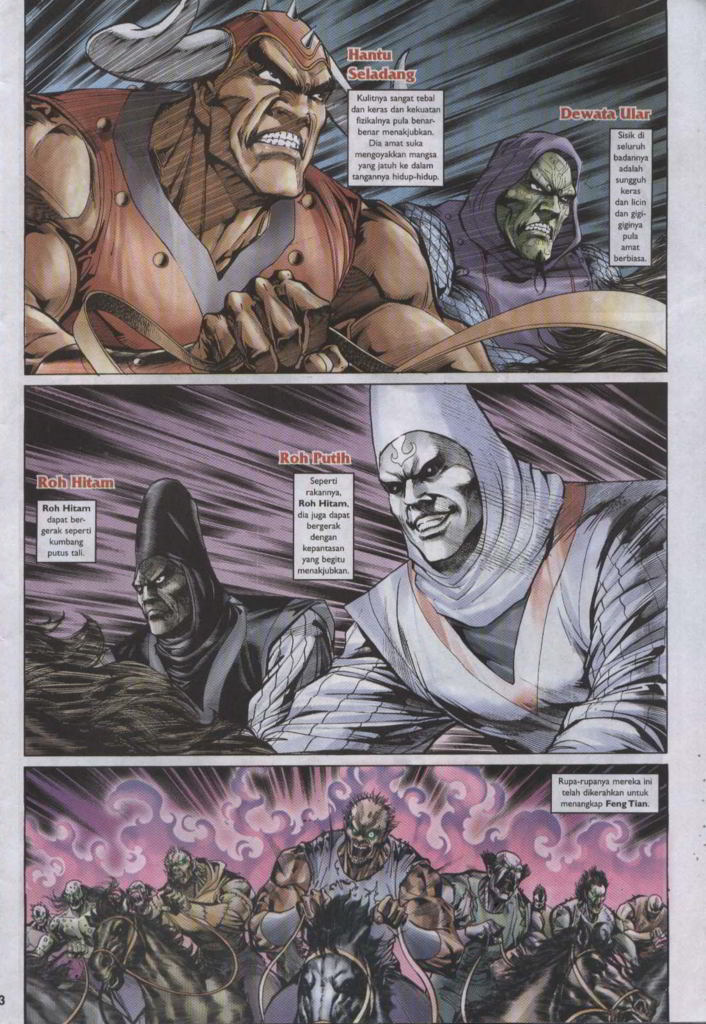 Hantu
Seladang
Kulitnya sangat tebal
dan keras dan kekuatan
fizikalnya pula benar-
benar menakjubkan.
Dia amat suka
mengoyakkan mangsa
yang jatuh ke dalam
tangannya hidup-hidup.
Dewata Ular
Sisik di
seluruh
badannya
adalah
sungguh
keras
dan licin
dan gigi-
giginya
pula
amat
berbisa.
Roh Hitam
Roh Hitam
dapat ber-
gerak seperti
kumbang
putus tali.
Roh Putih
Seperti
rakannya,
Roh Hitam,
dia juga dapat
bergerak
dengan
kepantasan
yang begitu
menakjubkan.
Rupa-rupanya mereka ini
telah dikerahkan untuk
menangkap Feng Tian.
3